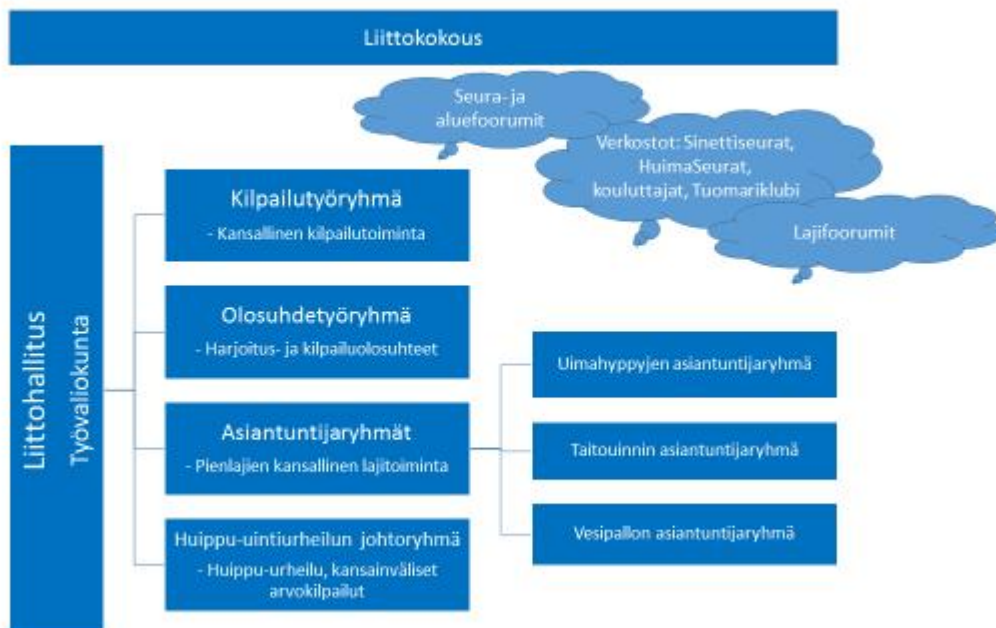 Liittokokous
Seura- ja
aluefoorumit
Verkostot: Sinettiseurat,
HuimaSeurat,
kouluttajat, Tuomariklubi
Lajifoorumit
Liittohallitus
Työvaliokunta
Kilpailutyöryhmä
- Kansallinen kilpailutoiminta
Olosuhdetyöryhmä
- Harjoitus- ja kilpailuolosuhteet
Asiantuntijaryhmät
- Pienlajien kansallinen lajitoiminta
Huippu-uintiurheilun johtoryhmä
- Huippu-urheilu, kansainväliset
arvokilpailut
Uimahyppyjen asiantuntijaryhmä
Taitouinnin asiantuntijaryhmä
Vesipallon asiantuntijaryhmä